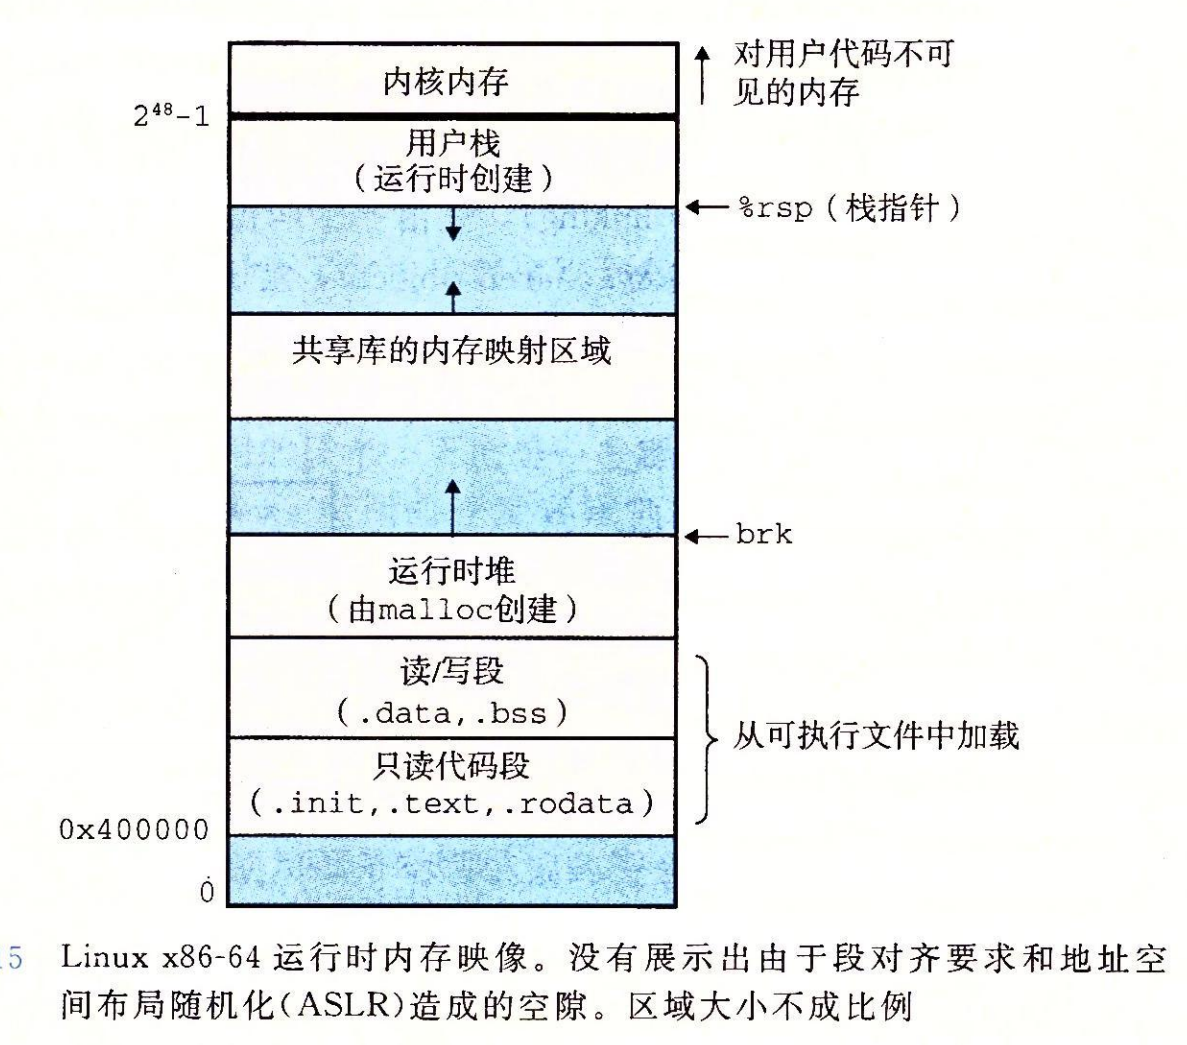 内核内存
对用户代码不可
见的内存
2⁴⁸-1
用户栈
(运行时创建)
%rsp(栈指针)
共享库的内存映射区域
brk
运行时堆
(由malloc创建)
读/写段
(.data,.bss)
从可执行文件中加载
只读代码段
(.init,.text,.rodata)
0x400000
0
5 Linux x86-64 运行时内存映像。没有展示出由于段对齐要求和地址空
间布局随机化(ASLR)造成的空隙。区域大小不成比例